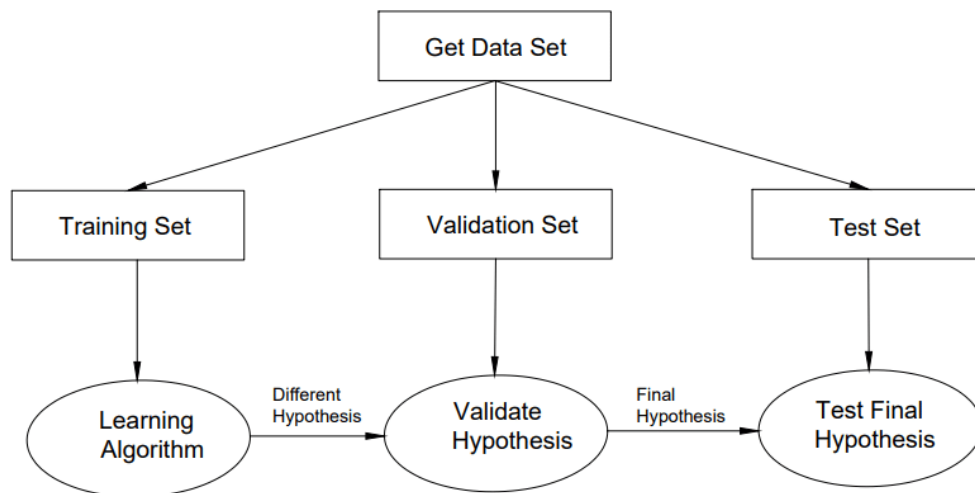 Get Data Set
Training Set
Validation Set
Test Set
Learning
Algorithm
Different
Hypothesis
Validate
Hypothesis
Final
Hypothesis
Test Final
Hypothesis